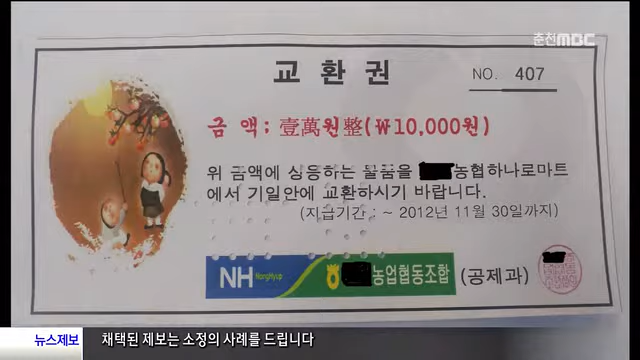 춘천MBC
교 환 권
NO. 407
금 액: 壹萬원整(₩10,000원)
위 금액에 상응하는 물품을 농협하나로마트
에서 기일안에 교환하시기 바랍니다.
(지급기간 : ~ 2012년 11월 30일까지)
NH NongHyup 농업협동조합 (공제과)
뉴스제보 채택된 제보는 소정의 사례를 드립니다